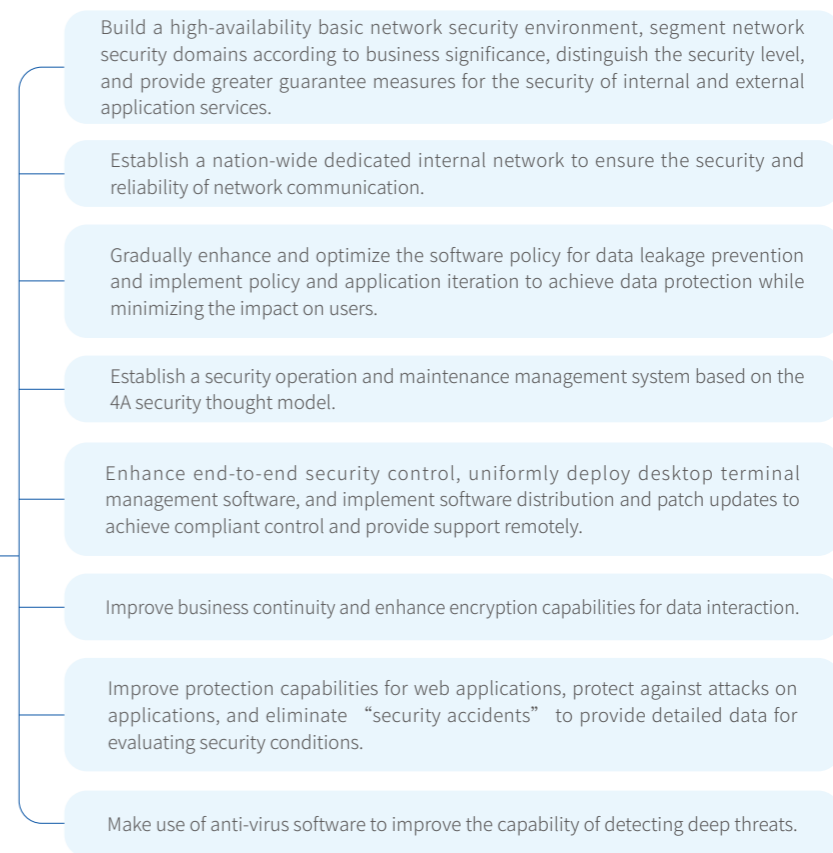 Build a high-availability basic network security environment, segment network
security domains according to business significance, distinguish the security level,
and provide greater guarantee measures for the security of internal and external
application services.
Establish a nation-wide dedicated internal network to ensure the security and
reliability of network communication.
Gradually enhance and optimize the software policy for data leakage prevention
and implement policy and application iteration to achieve data protection while
minimizing the impact on users.
Establish a security operation and maintenance management system based on the
4A security thought model.
Enhance end-to-end security control, uniformly deploy desktop terminal
management software, and implement software distribution and patch updates to
achieve compliant control and provide support remotely.
Improve business continuity and enhance encryption capabilities for data interaction.
Improve protection capabilities for web applications, protect against attacks on
applications, and eliminate “security accidents” to provide detailed data for
evaluating security conditions.
Make use of anti-virus software to improve the capability of detecting deep threats.